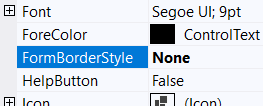 Font Segoe UI; 9pt
ForeColor ControlText
FormBorderStyle None
HelpButton False
Icon (Icon)